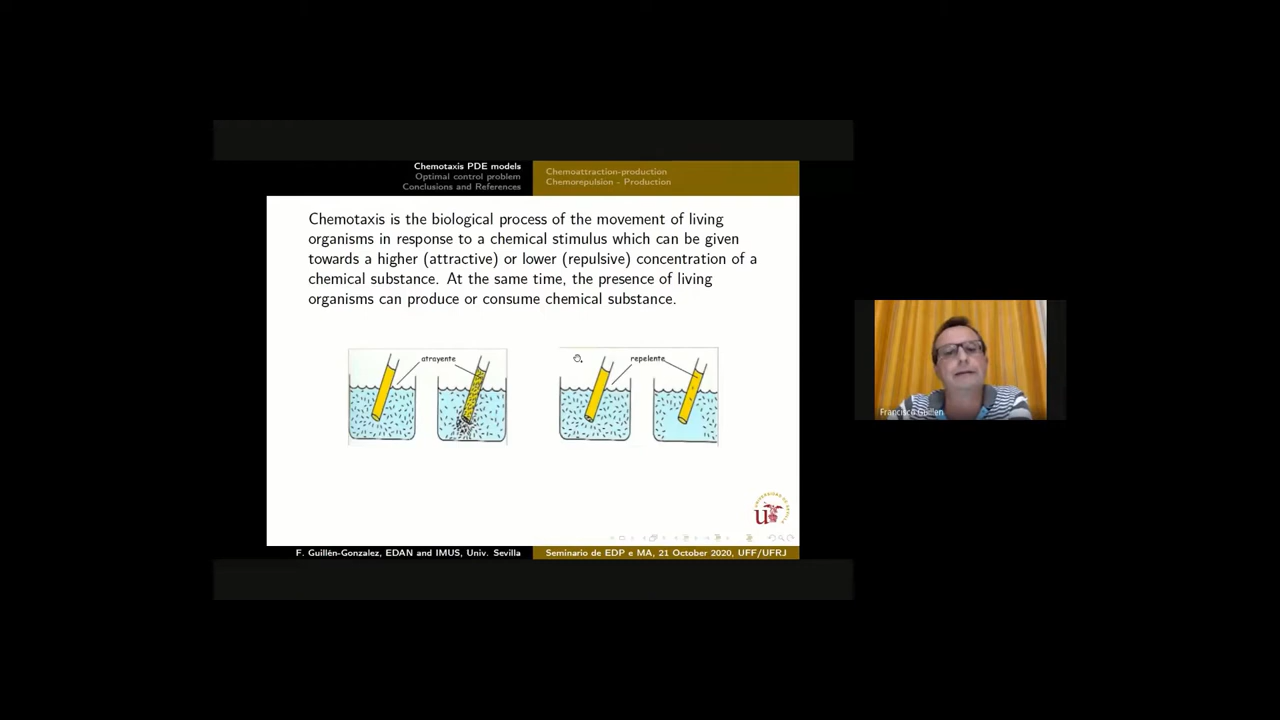 Chemotaxis PDE models
Optimal control problem
Conclusions and References
Chemoattraction-production
Chemorepulsion - Production
Chemotaxis is the biological process of the movement of living
organisms in response to a chemical stimulus which can be given
towards a higher (attractive) or lower (repulsive) concentration of a
chemical substance. At the same time, the presence of living
organisms can produce or consume chemical substance.
atrayente
repelente
Francisco Guillen
F. Guillén-Gonzalez, EDAN and IMUS, Univ. Sevilla
Seminario de EDP e MA, 21 October 2020, UFF/UFRJ